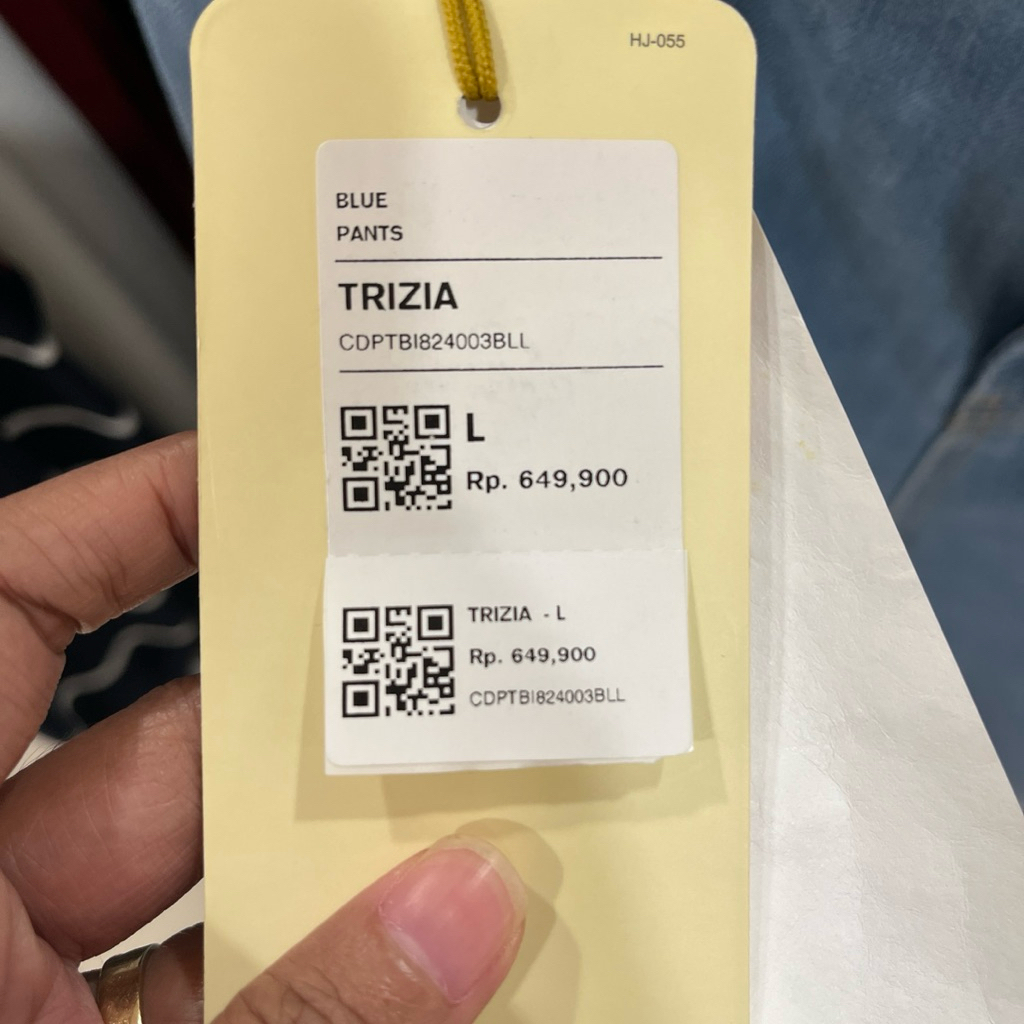 HJ-055
BLUE
PANTS
TRIZIA
CDPTBI824003BLL
L
Rp. 649,900
TRIZIA - L
Rp. 649,900
CDPTBI824003BLL